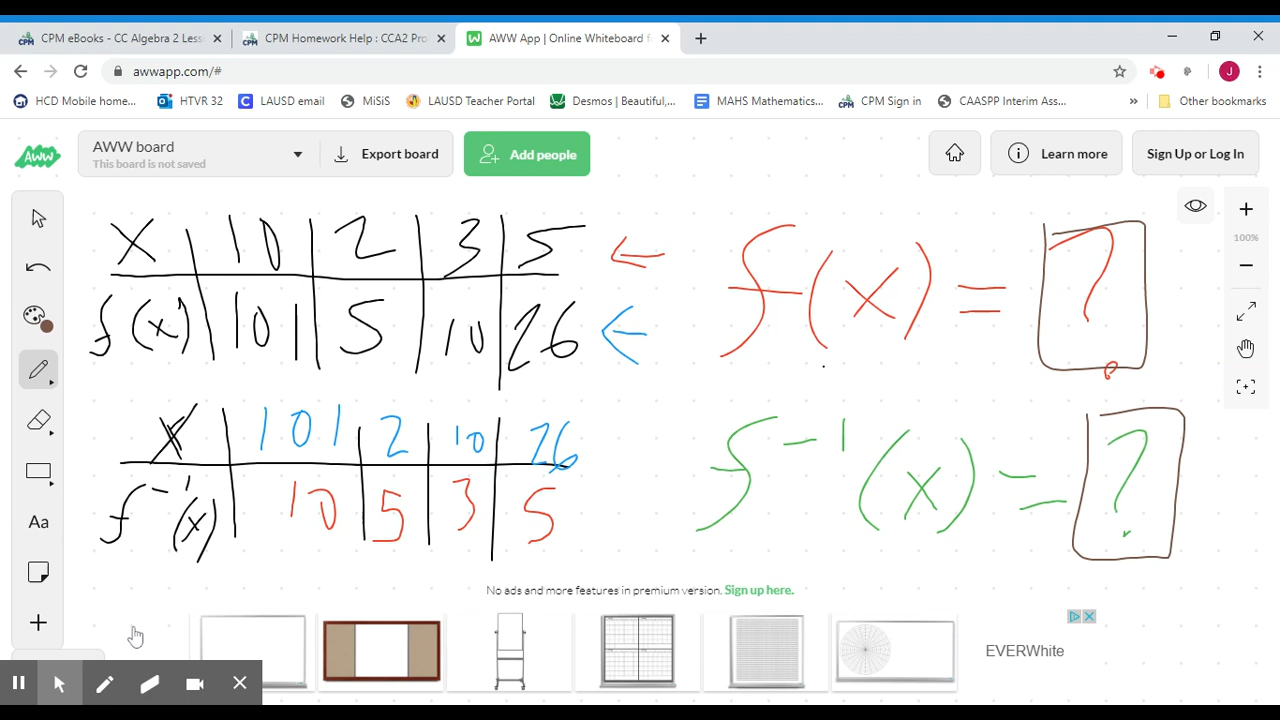 CPM eBooks - CC Algebra 2 Less
CPM Homework Help : CCA2 Pro
AWW App | Online Whiteboard f
awwapp.com/#
J
HCD Mobile home...
HTVR 32
LAUSD email
MiSiS
LAUSD Teacher Portal
Desmos | Beautiful,...
MAHS Mathematics...
CPM Sign in
CAASPP Interim Ass...
»
Other bookmarks
AWW
AWW board
This board is not saved
Export board
Add people
Learn more
Sign Up or Log In
100%
x | 10 | 2 | 3 | 5 ←
f(x) | 101 | 5 | 10 | 26 ←
f(x) = ?
x | 101 | 2 | 10 | 26
f⁻¹(x) | 10 | 5 | 3 | 5
f⁻¹(x) = ?
Aa
No ads and more features in premium version. Sign up here.
EVERWhite